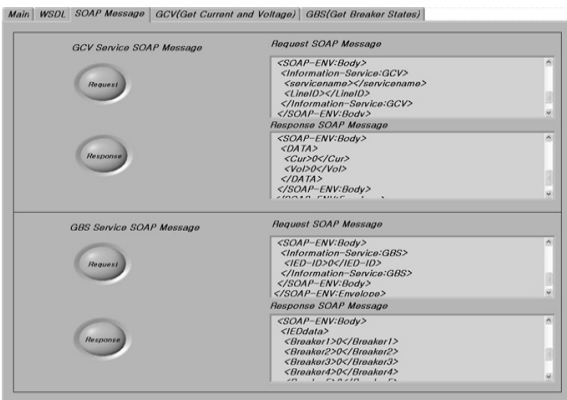 Main WSDL SOAP Message GCV(Get Current and Voltage) GBS(Get Breaker States)
GCV Service SOAP Message
Request
Response
Request SOAP Message
<SOAP-ENV:Body>
<Information-Service:GCV>
<servicename></servicename>
<LineID></LineID>
</Information-Service:GCV>
</SOAP-ENV:Body>
Response SOAP Message
<SOAP-ENV:Body>
<DATA>
<Cur>0</Cur>
<Vol>0</Vol>
</DATA>
</SOAP-ENV:Body>
GBS Service SOAP Message
Request
Response
Request SOAP Message
<SOAP-ENV:Body>
<Information-Service:GBS>
<IED-ID>0</IED-ID>
</Information-Service:GBS>
</SOAP-ENV:Body>
</SOAP-ENV:Envelope>
Response SOAP Message
<SOAP-ENV:Body>
<IEDdata>
<Breaker1>0</Breaker1>
<Breaker2>0</Breaker2>
<Breaker3>0</Breaker3>
<Breaker4>0</Breaker4>